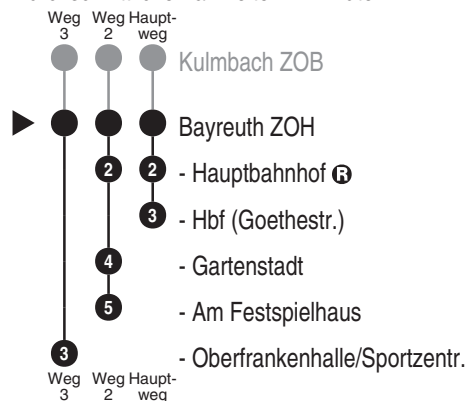 Weg Weg Haupt-
3 2 weg
Kulmbach ZOB
Bayreuth ZOH
2 2 - Hauptbahnhof R
3 - Hbf (Goethestr.)
4 - Gartenstadt
5 - Am Festspielhaus
3 - Oberfrankenhalle/Sportzentr.
Weg Weg Haupt-
3 2 weg